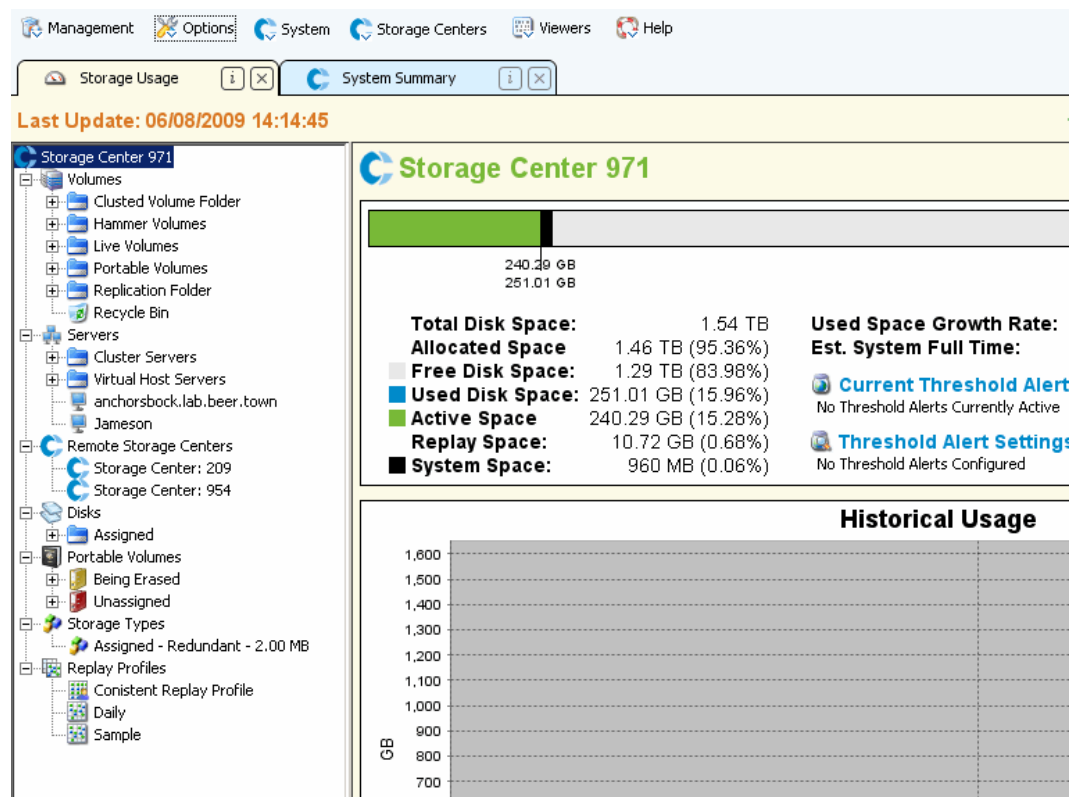 Management Options System Storage Centers Viewers Help
Storage Usage i System Summary i
Last Update: 06/08/2009 14:14:45
Storage Center 971
Volumes
Clusted Volume Folder
Hammer Volumes
Live Volumes
Portable Volumes
Replication Folder
Recycle Bin
Servers
Cluster Servers
Virtual Host Servers
anchorsbock.lab.beer.town
Jameson
Remote Storage Centers
Storage Center: 209
Storage Center: 954
Disks
Assigned
Portable Volumes
Being Erased
Unassigned
Storage Types
Assigned - Redundant - 2.00 MB
Replay Profiles
Conistent Replay Profile
Daily
Sample
Storage Center 971
240.29 GB
251.01 GB
Total Disk Space: 1.54 TB
Allocated Space 1.46 TB (95.36%)
Free Disk Space: 1.29 TB (83.98%)
Used Disk Space: 251.01 GB (15.96%)
Active Space 240.29 GB (15.28%)
Replay Space: 10.72 GB (0.68%)
System Space: 960 MB (0.06%)
Used Space Growth Rate:
Est. System Full Time:
Current Threshold Alert
No Threshold Alerts Currently Active
Threshold Alert Settings
No Threshold Alerts Configured
Historical Usage
1,600
1,500
1,400
1,300
1,200
1,100
1,000
900
800
700
GB